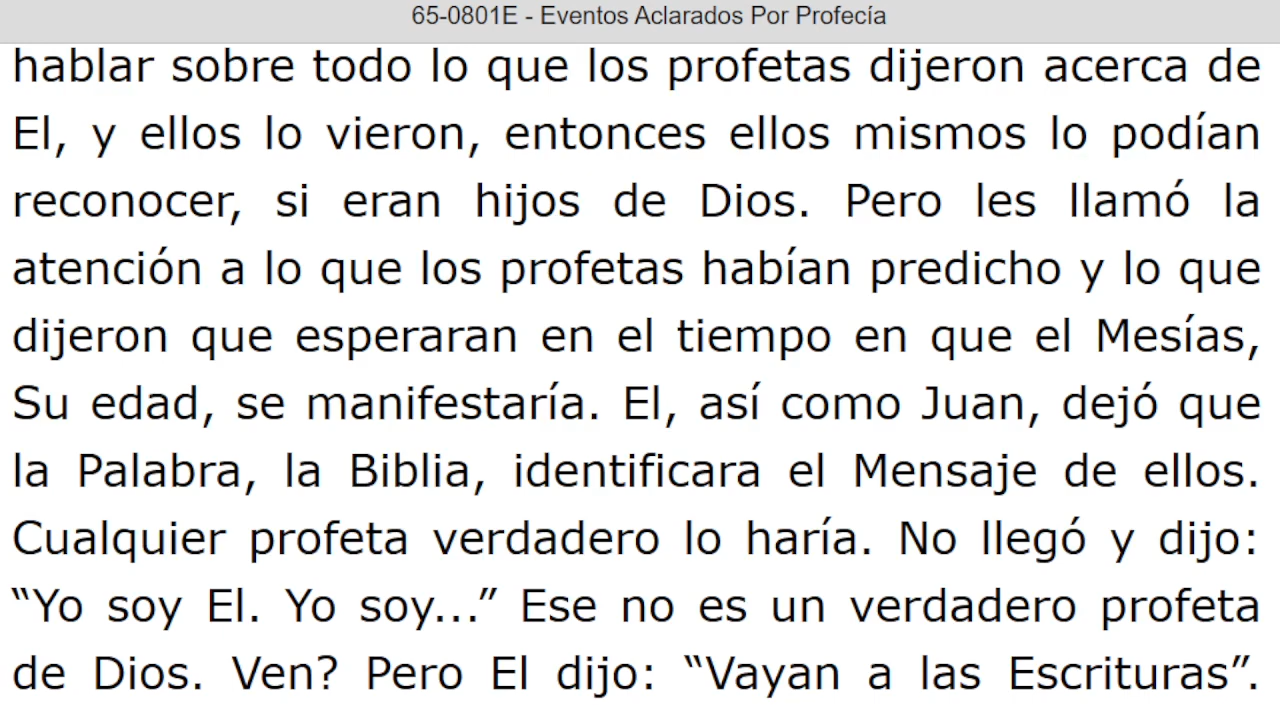 65-0801E - Eventos Aclarados Por Profecía
hablar sobre todo lo que los profetas dijeron acerca de
El, y ellos lo vieron, entonces ellos mismos lo podían
reconocer, si eran hijos de Dios. Pero les llamó la
atención a lo que los profetas habían predicho y lo que
dijeron que esperaran en el tiempo en que el Mesías,
Su edad, se manifestaría. El, así como Juan, dejó que
la Palabra, la Biblia, identificara el Mensaje de ellos.
Cualquier profeta verdadero lo haría. No llegó y dijo:
“Yo soy El. Yo soy...” Ese no es un verdadero profeta
de Dios. Ven? Pero El dijo: “Vayan a las Escrituras”.